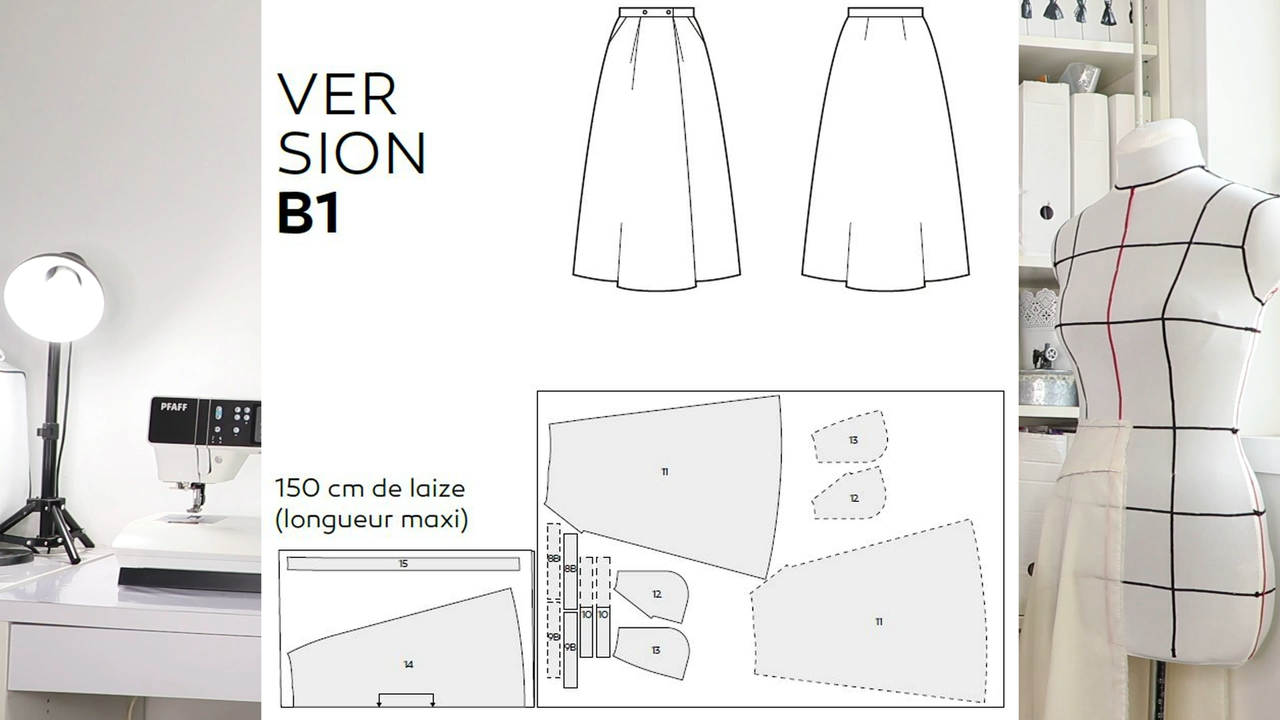 VER
SION
B1
PFAFF
150 cm de laize
(longueur maxi)
15
14
11
13
12
8B
8B
12
10
10
9B
9B
13
11